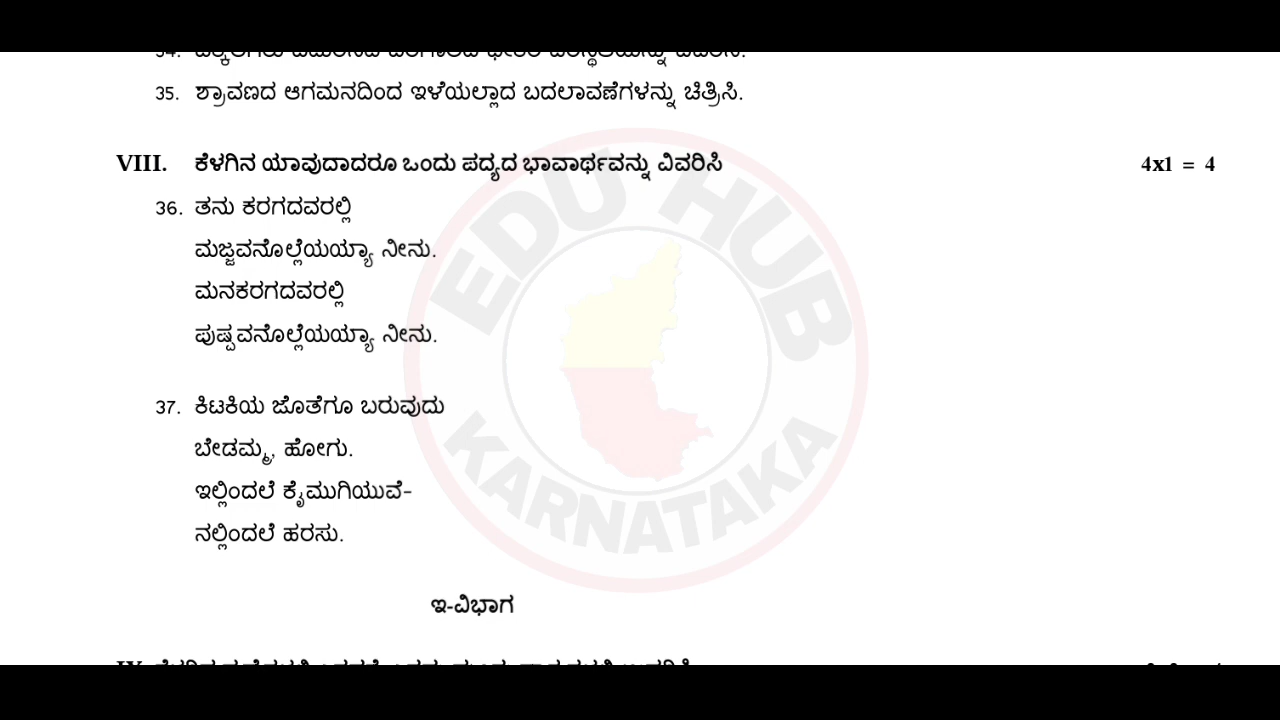 35. ಶ್ರಾವಣದ ಆಗಮನದಿಂದ ಇಳೆಯಲ್ಲಾದ ಬದಲಾವಣೆಗಳನ್ನು ಚಿತ್ರಿಸಿ.
VIII. ಕೆಳಗಿನ ಯಾವುದಾದರೂ ಒಂದು ಪದ್ಯದ ಭಾವಾರ್ಥವನ್ನು ವಿವರಿಸಿ 4x1 = 4
36. ತನು ಕರಗದವರಲ್ಲಿ
ಮಜ್ಜವನೊಲ್ಲೆಯಯ್ಯಾ ನೀನು.
ಮನಕರಗದವರಲ್ಲಿ
ಪುಷ್ಪವನೊಲ್ಲೆಯಯ್ಯಾ ನೀನು.
37. ಕಿಟಕಿಯ ಜೊತೆಗೂ ಬರುವುದು
ಬೇಡಮ್ಮ, ಹೋಗು.
ಇಲ್ಲಿಂದಲೆ ಕೈಮುಗಿಯುವೆ-
ನಲ್ಲಿಂದಲೆ ಹರಸು.
ಇ-ವಿಭಾಗ
EDU HUB
KARNATAKA